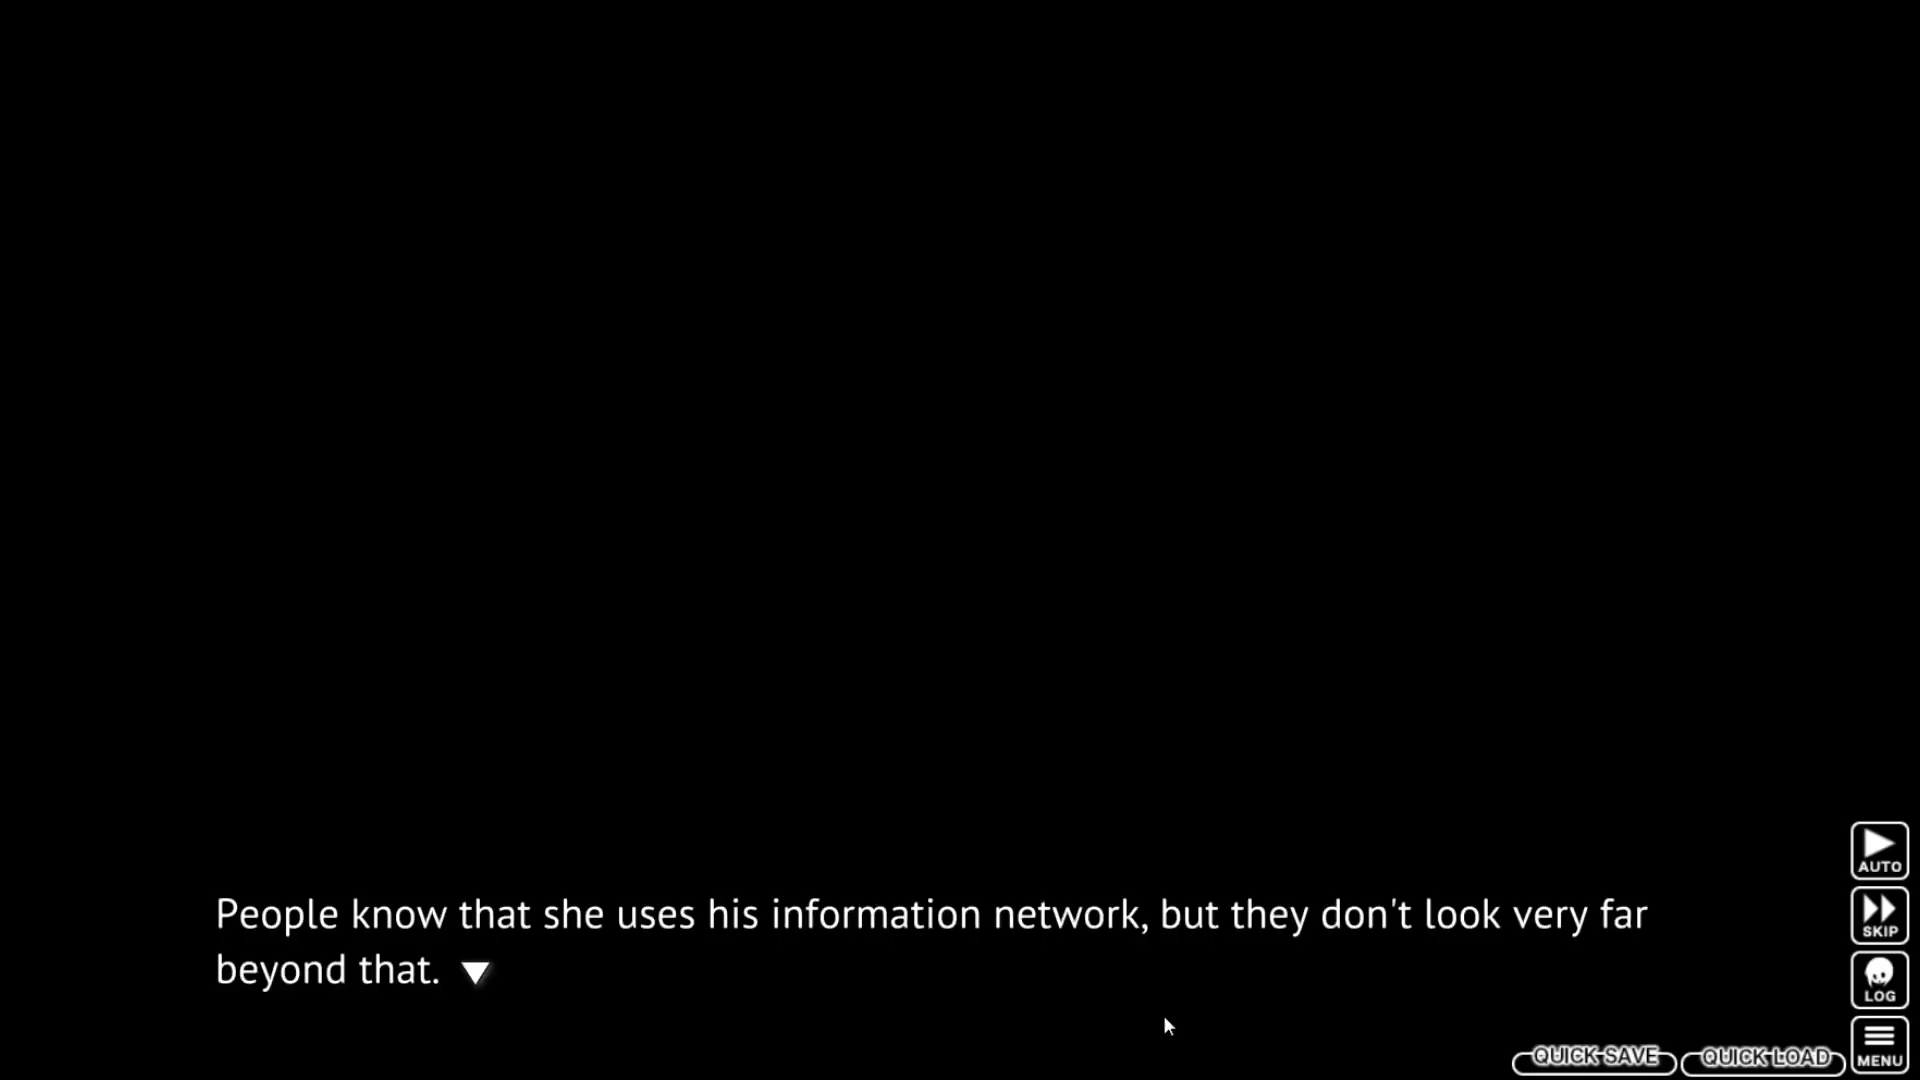 People know that she uses his information network, but they don't look very far
beyond that.
AUTO
SKIP
LOG
MENU
QUICK SAVE QUICK LOAD